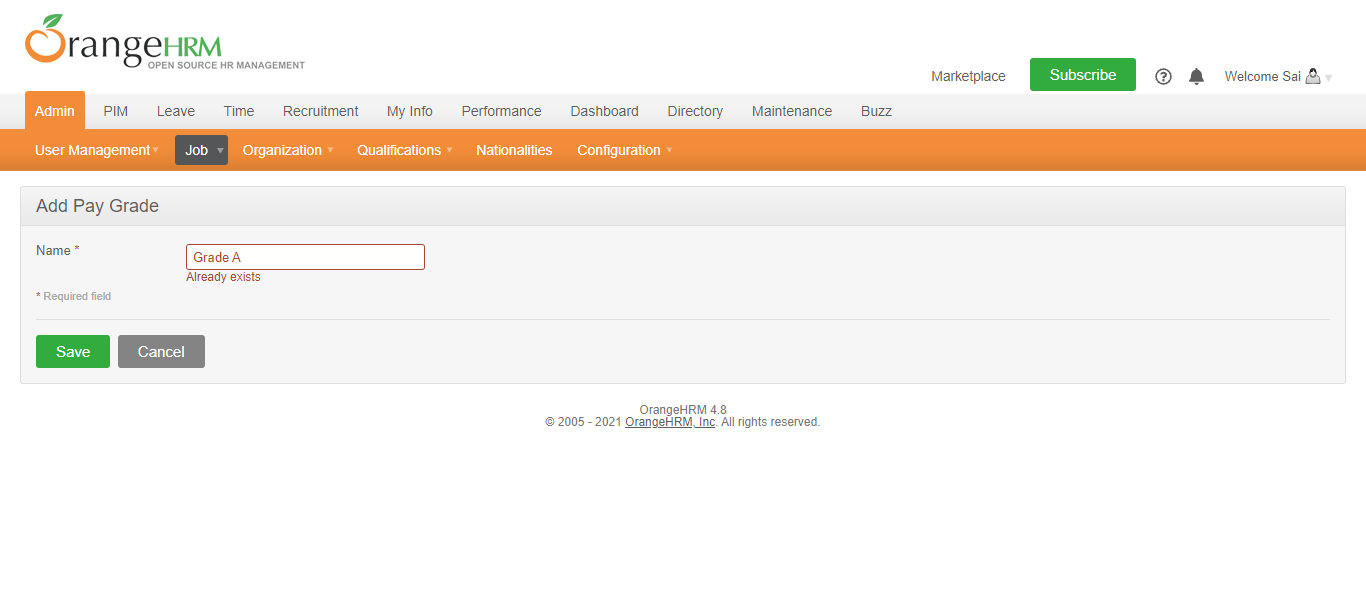 OrangeHRM
OPEN SOURCE HR MANAGEMENT
Marketplace Subscribe Welcome Sai
Admin PIM Leave Time Recruitment My Info Performance Dashboard Directory Maintenance Buzz
User Management Job Organization Qualifications Nationalities Configuration
Add Pay Grade
Name * Grade A
Already exists
* Required field
Save Cancel
OrangeHRM 4.8
© 2005 - 2021 OrangeHRM, Inc. All rights reserved.